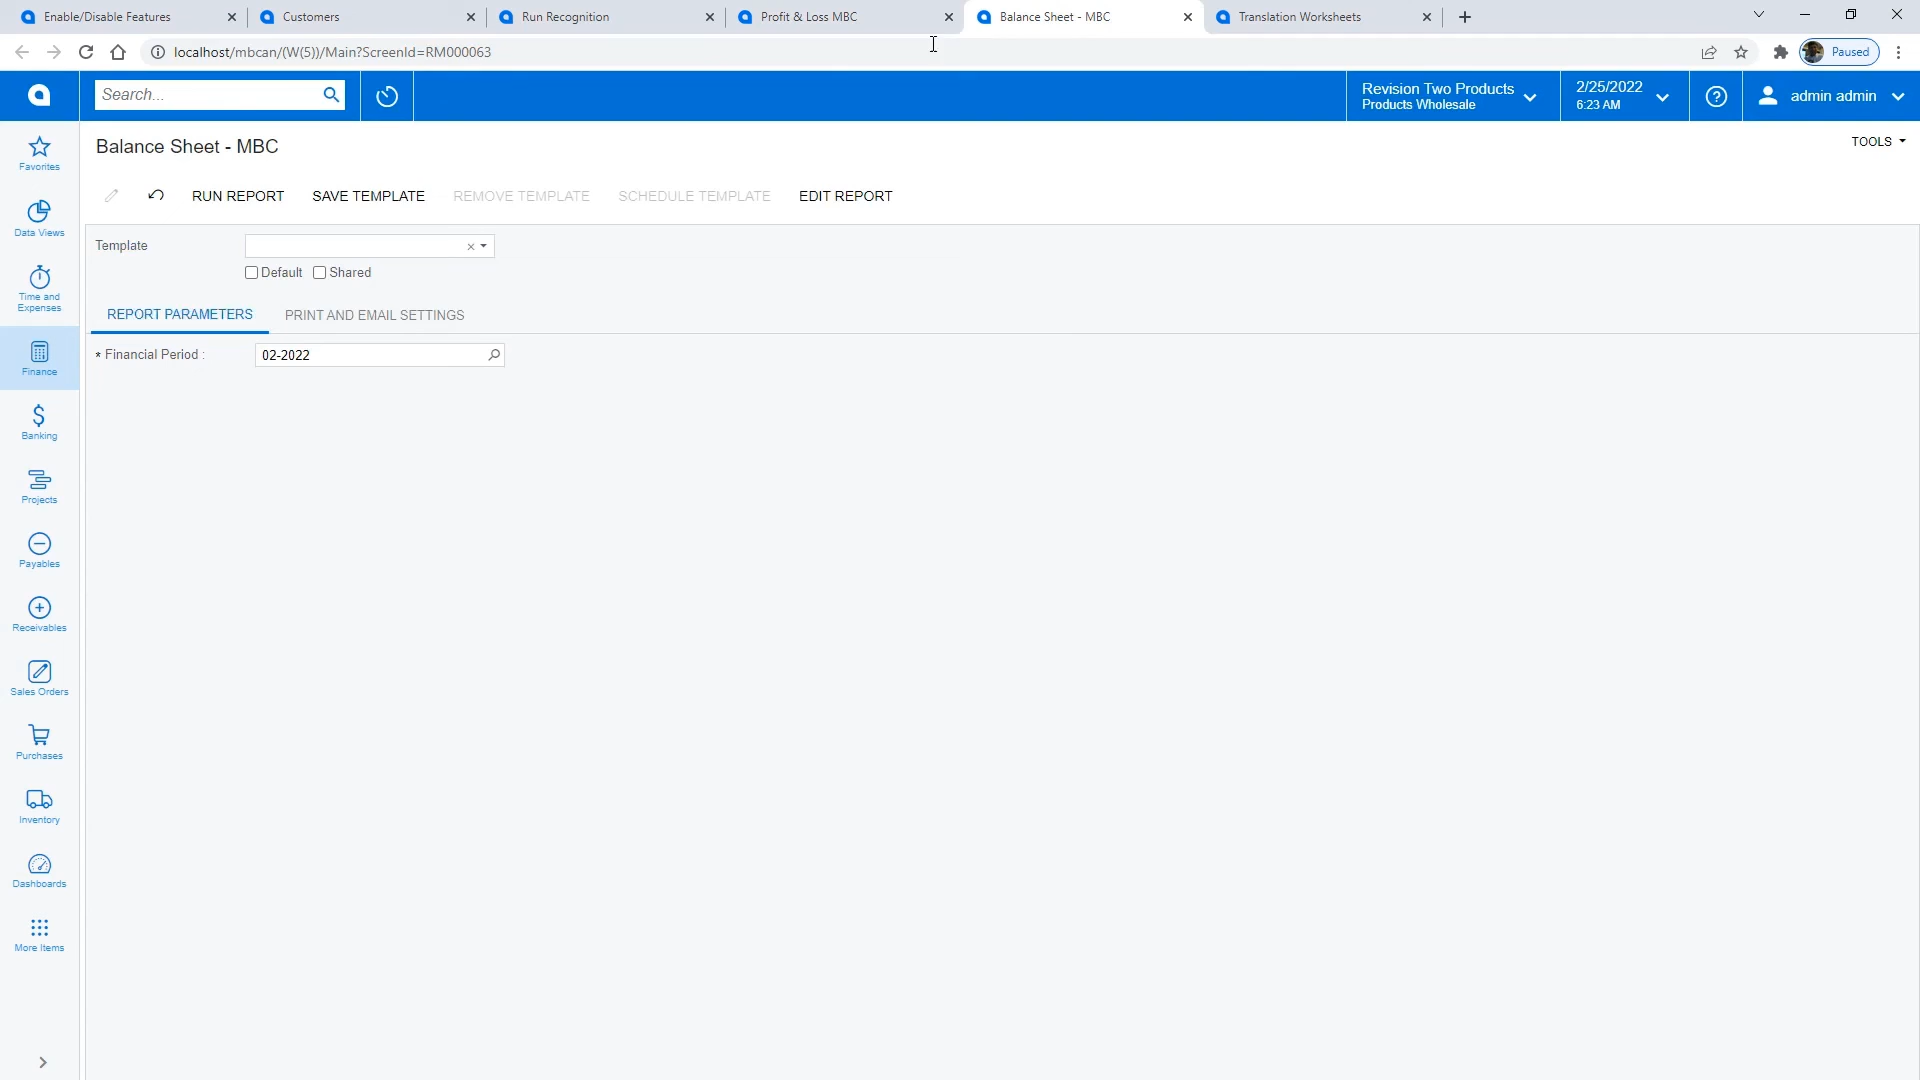 Enable/Disable Features
Customers
Run Recognition
Profit & Loss MBC
Balance Sheet - MBC
Translation Worksheets
localhost/mbcan/(W(5))/Main?ScreenId=RM000063
Paused
Search...
Revision Two Products
Products Wholesale
2/25/2022
6:23 AM
admin admin
Favorites
Data Views
Time and
Expenses
Finance
Banking
Projects
Payables
Receivables
Sales Orders
Purchases
Inventory
Dashboards
More Items
Balance Sheet - MBC
TOOLS
RUN REPORT
SAVE TEMPLATE
REMOVE TEMPLATE
SCHEDULE TEMPLATE
EDIT REPORT
Template
Default
Shared
REPORT PARAMETERS
PRINT AND EMAIL SETTINGS
* Financial Period :
02-2022